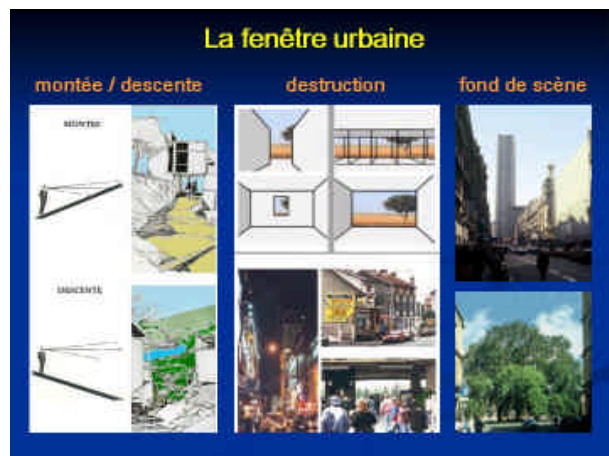 La fenêtre urbaine
montée / descente
destruction
fond de scène
MONTEE
DESCENTE